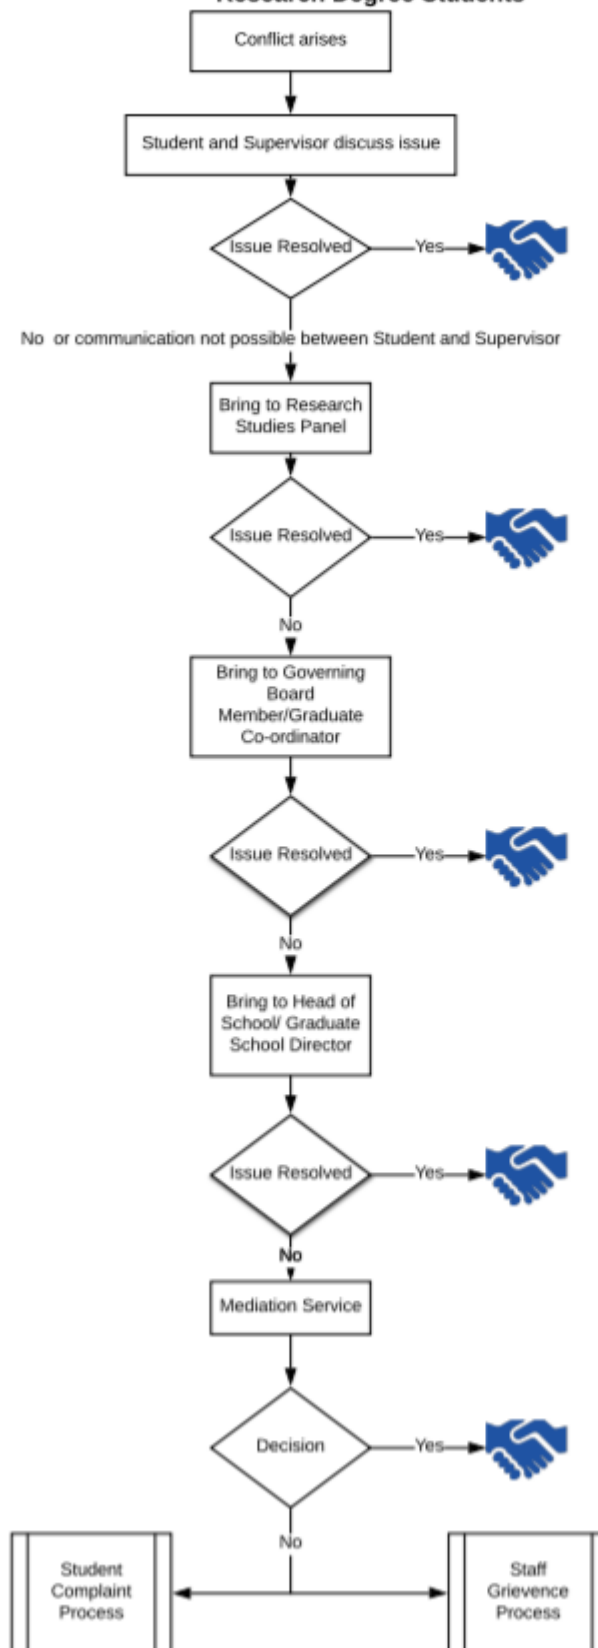 Research Degree Students
Conflict arises
Student and Supervisor discuss issue
Issue Resolved
Yes
No or communication not possible between Student and Supervisor
Bring to Research
Studies Panel
Issue Resolved
Yes
No
Bring to Governing
Board
Member/Graduate
Co-ordinator
Issue Resolved
Yes
No
Bring to Head of
School/ Graduate
School Director
Issue Resolved
Yes
No
Mediation Service
Decision
Yes
No
Student
Complaint
Process
Staff
Grievence
Process